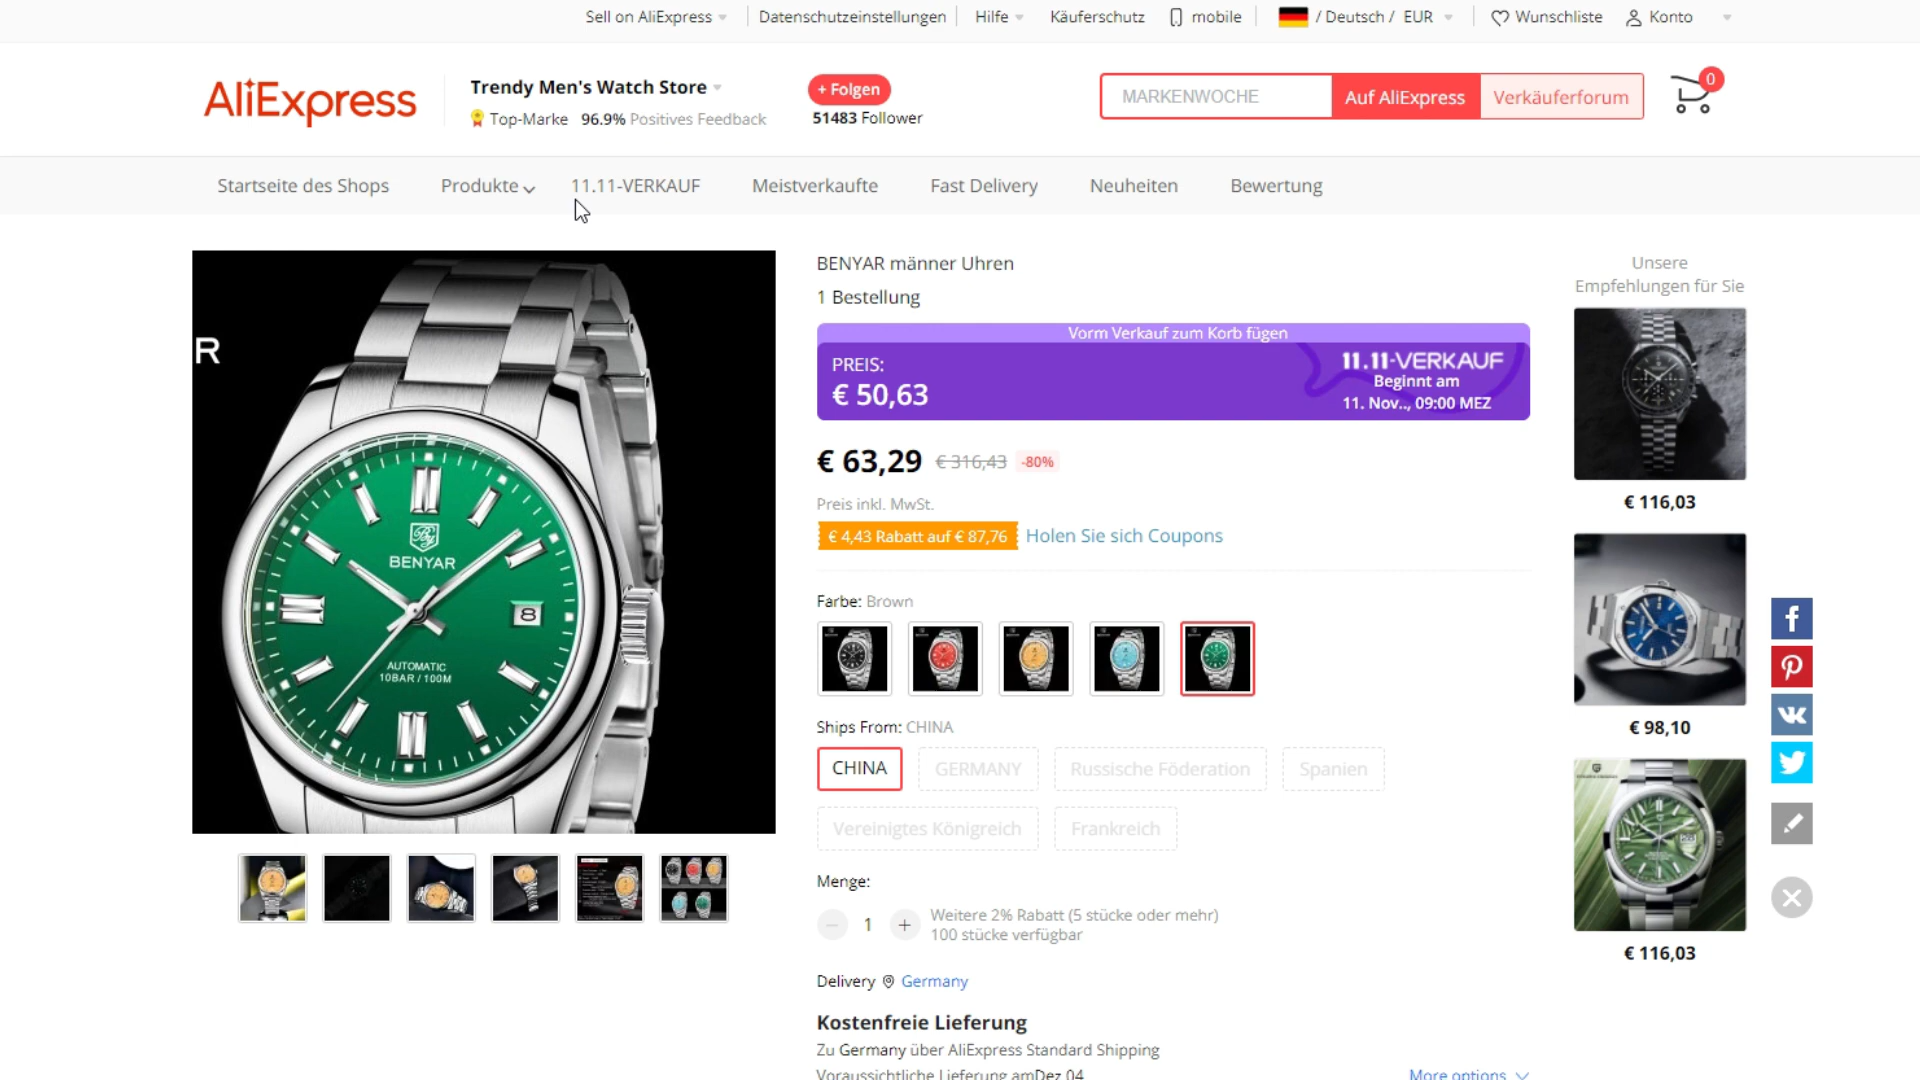 Sell on AliExpress
Datenschutzeinstellungen
Hilfe
Käuferschutz
mobile
/ Deutsch / EUR
Wunschliste
Konto
AliExpress
Trendy Men's Watch Store
Top-Marke 96.9% Positives Feedback
+ Folgen
51483 Follower
MARKENWOCHE
Auf AliExpress
Verkäuferforum
0
Startseite des Shops
Produkte
11.11-VERKAUF
Meistverkaufte
Fast Delivery
Neuheiten
Bewertung
R
BENYAR
8
AUTOMATIC
10BAR / 100M
BENYAR männer Uhren
1 Bestellung
Vorm Verkauf zum Korb fügen
PREIS:
€ 50,63
11.11-VERKAUF
Beginnt am
11. Nov.., 09:00 MEZ
€ 63,29 € 316,43 -80%
Preis inkl. MwSt.
€ 4,43 Rabatt auf € 87,76 Holen Sie sich Coupons
Farbe: Brown
Ships From: CHINA
CHINA
GERMANY
Russische Föderation
Spanien
Vereinigtes Königreich
Frankreich
Menge:
1
Weitere 2% Rabatt (5 stücke oder mehr)
100 stücke verfügbar
Delivery Germany
Kostenfreie Lieferung
Zu Germany über AliExpress Standard Shipping
Voraussichtliche Lieferung amDez 04
More options
Unsere
Empfehlungen für Sie
€ 116,03
€ 98,10
€ 116,03